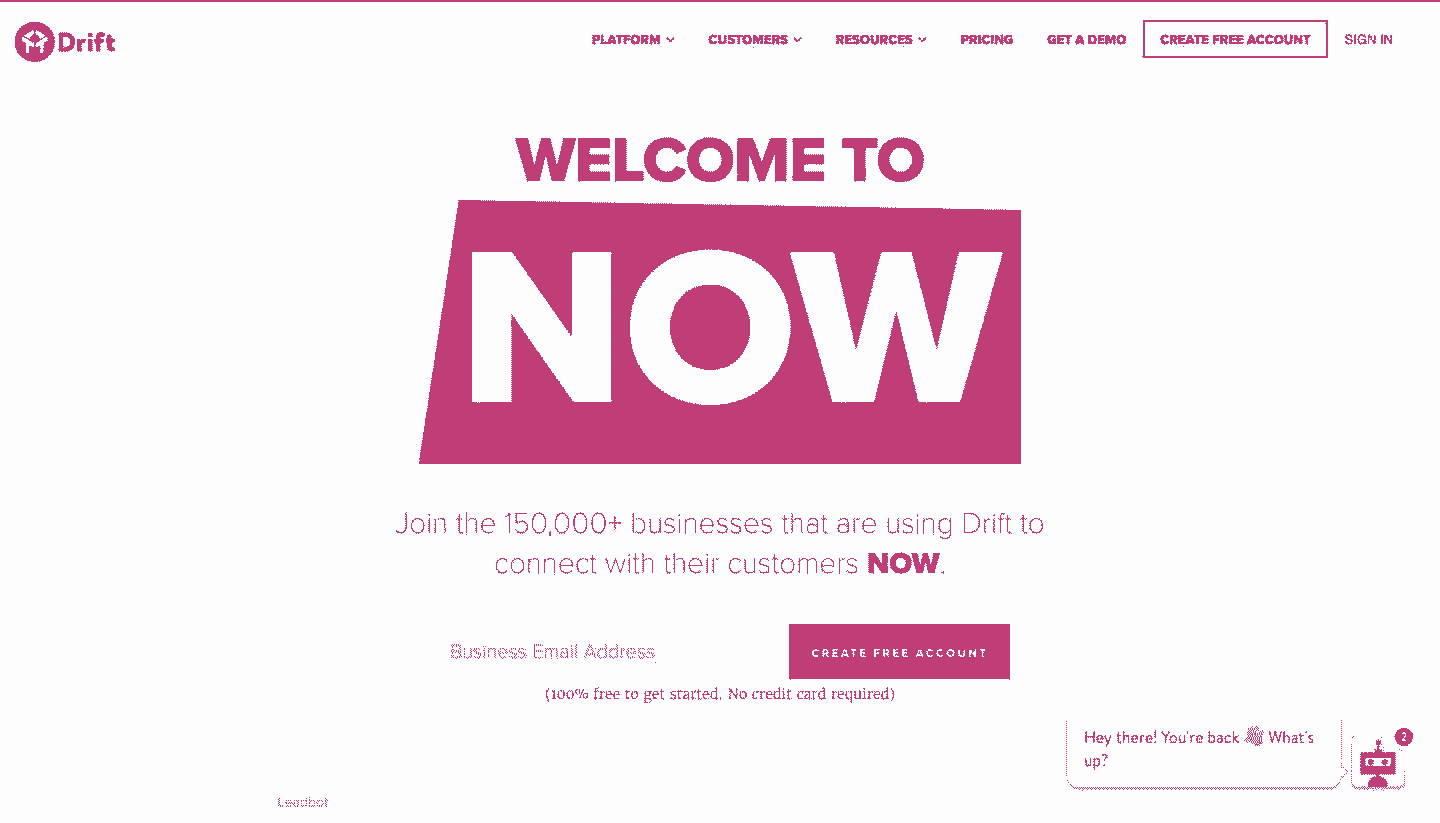 Drift
PLATFORM
CUSTOMERS
RESOURCES
PRICING
GET A DEMO
CREATE FREE ACCOUNT
SIGN IN
WELCOME TO
NOW
Join the 150,000+ businesses that are using Drift to
connect with their customers NOW.
Business Email Address
CREATE FREE ACCOUNT
(100% free to get started. No credit card required)
Hey there! You're back 👋 What's
up?
2
Leadbot